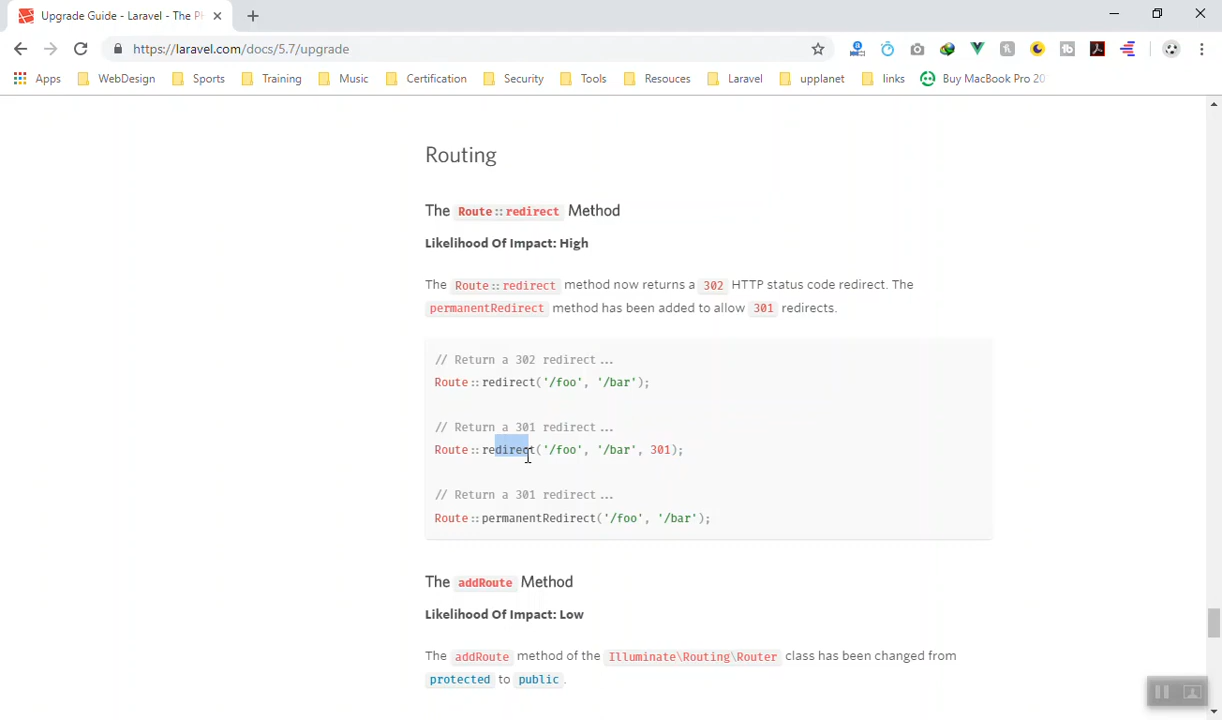 Upgrade Guide - Laravel - The P
https://laravel.com/docs/5.7/upgrade
Apps WebDesign Sports Training Music Certification Security Tools Resouces Laravel upplanet links Buy MacBook Pro 20
Routing
The Route::redirect Method
Likelihood Of Impact: High
The Route::redirect method now returns a 302 HTTP status code redirect. The
permanentRedirect method has been added to allow 301 redirects.
// Return a 302 redirect...
Route::redirect('/foo', '/bar');
// Return a 301 redirect...
Route::redirect('/foo', '/bar', 301);
// Return a 301 redirect...
Route::permanentRedirect('/foo', '/bar');
The addRoute Method
Likelihood Of Impact: Low
The addRoute method of the Illuminate\Routing\Router class has been changed from
protected to public.